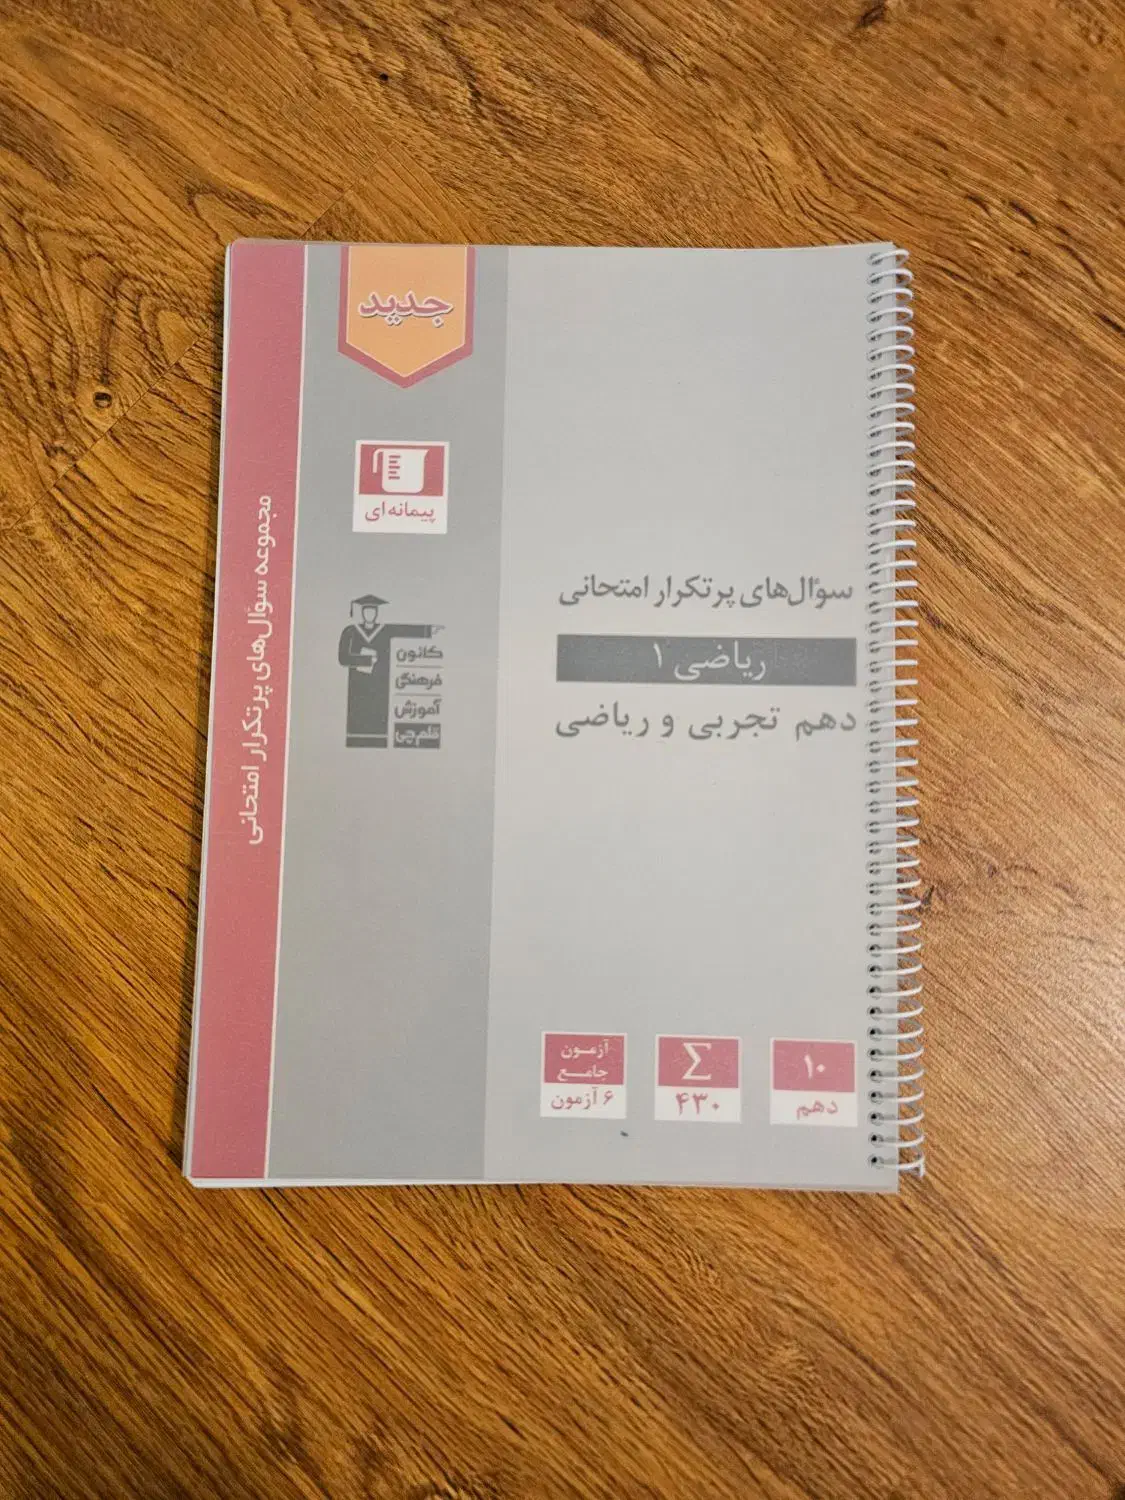 جدید
پیمانه‌ای
مجموعه سؤال‌های پرتکرار امتحانی
کانون
فرهنگی
آموزش
قلم‌چی
سؤال‌های پرتکرار امتحانی
ریاضی ۱
دهم تجربی و ریاضی
۱۰
دهم
Σ
۴۳۰
آزمون
جامع
۶ آزمون